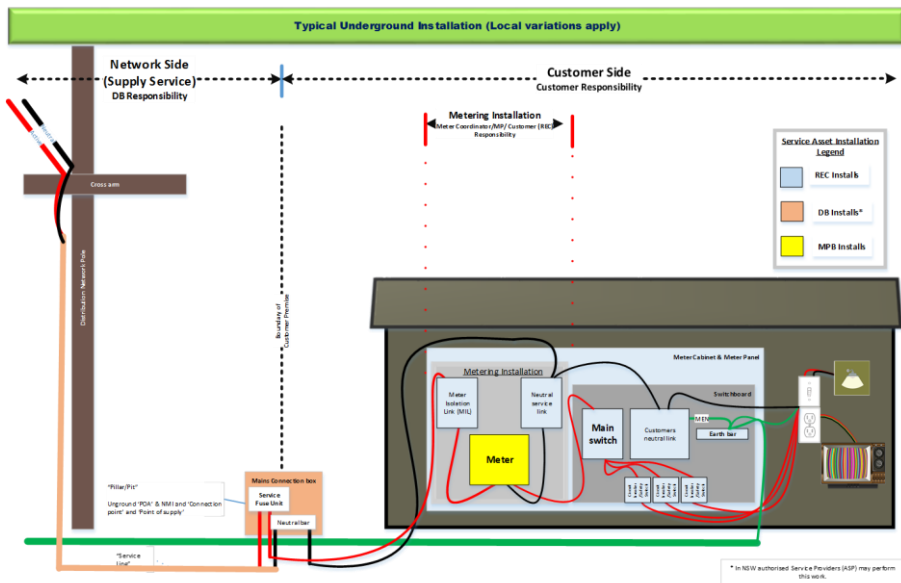 Typical Underground Installation (Local variations apply)
Network Side
(Supply Service)
DB Responsibility
Customer Side
Customer Responsibility
Metering Installation
Meter Coordinator/MP/ Customer (REC)
Responsibility
Service Asset Installation
Legend
REC Installs
DB Installs*
MPB Installs
Active
Neutral
Cross arm
Distribution Network Pole
Boundary of
Customer Premise
Meter Cabinet & Meter Panel
Metering Installation
Meter
Isolation
Link (MIL)
Neutral
service
link
Meter
Switchboard
Main
switch
Customers
neutral link
MEN
Earth bar
Mains Connection box
Service
Fuse Unit
Neutral bar
"Pillar/Pit"
Unground 'POA' & NMI and 'Connection
point' and 'Point of supply'
"Service
line"
* In NSW authorised Service Providers (ASP) may perform
this work.